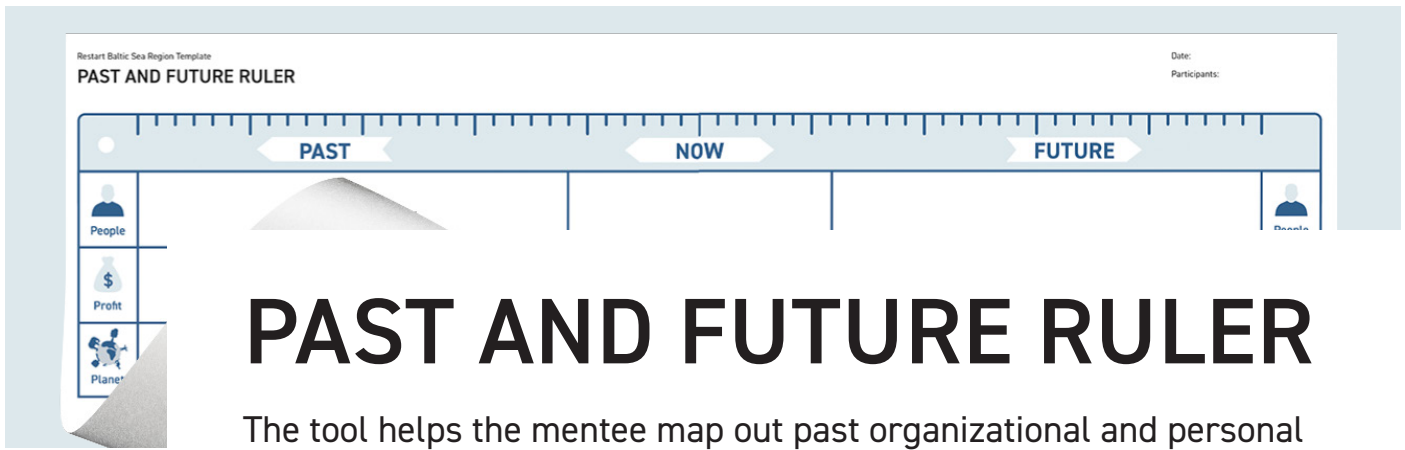 Restart Baltic Sea Region Template
PAST AND FUTURE RULER
Date:
Participants:
PAST
NOW
FUTURE
People
People
$
Profit
Planet
PAST AND FUTURE RULER
The tool helps the mentee map out past organizational and personal